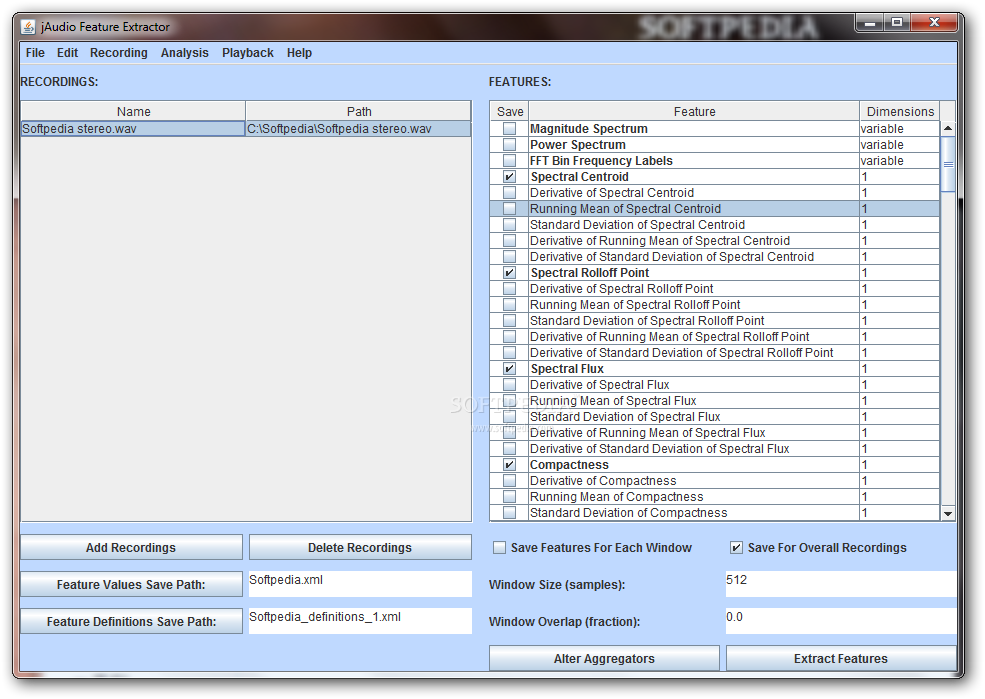 SOFTPEDIA
jAudio Feature Extractor
File Edit Recording Analysis Playback Help
RECORDINGS:
Name Path
Softpedia stereo.wav C:\Softpedia\Softpedia stereo.wav
Add Recordings Delete Recordings
Feature Values Save Path: Softpedia.xml
Feature Definitions Save Path: Softpedia_definitions_1.xml
FEATURES:
Save Feature Dimensions
Magnitude Spectrum variable
Power Spectrum variable
FFT Bin Frequency Labels variable
Spectral Centroid 1
Derivative of Spectral Centroid 1
Running Mean of Spectral Centroid 1
Standard Deviation of Spectral Centroid 1
Derivative of Running Mean of Spectral Centroid 1
Derivative of Standard Deviation of Spectral Centroid 1
Spectral Rolloff Point 1
Derivative of Spectral Rolloff Point 1
Running Mean of Spectral Rolloff Point 1
Standard Deviation of Spectral Rolloff Point 1
Derivative of Running Mean of Spectral Rolloff Point 1
Derivative of Standard Deviation of Spectral Rolloff Point 1
Spectral Flux 1
Derivative of Spectral Flux 1
Running Mean of Spectral Flux 1
Standard Deviation of Spectral Flux 1
Derivative of Running Mean of Spectral Flux 1
Derivative of Standard Deviation of Spectral Flux 1
Compactness 1
Derivative of Compactness 1
Running Mean of Compactness 1
Standard Deviation of Compactness 1
SOFTPEDIA
Save Features For Each Window Save For Overall Recordings
Window Size (samples): 512
Window Overlap (fraction): 0.0
Alter Aggregators Extract Features